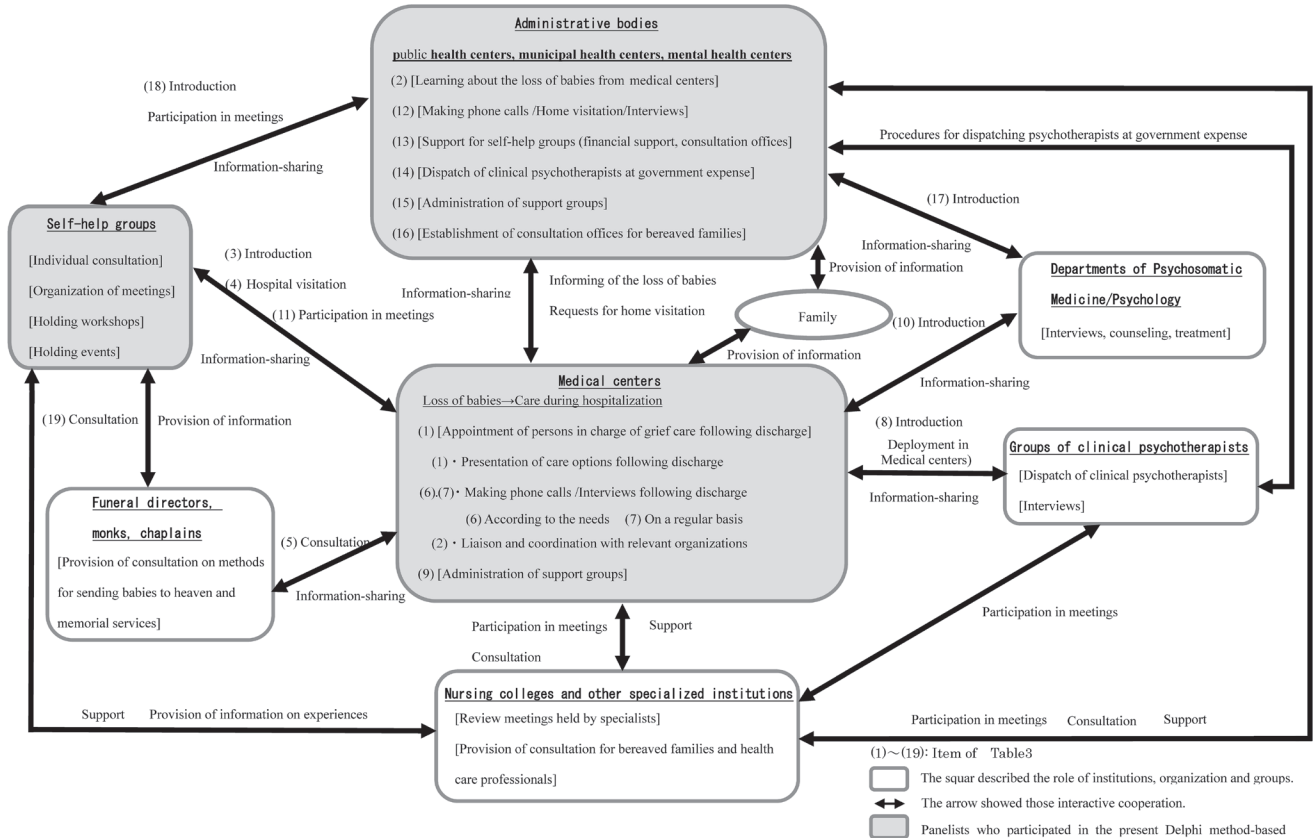 Administrative bodies
public health centers, municipal health centers, mental health centers
(2) [Learning about the loss of babies from medical centers]
(12) [Making phone calls /Home visitation/Interviews]
(13) [Support for self-help groups (financial support, consultation offices]
(14) [Dispatch of clinical psychotherapists at government expense]
(15) [Administration of support groups]
(16) [Establishment of consultation offices for bereaved families]
(18) Introduction
Participation in meetings
Information-sharing
Procedures for dispatching psychotherapists at government expense
(17) Introduction
Information-sharing
Self-help groups
[Individual consultation]
[Organization of meetings]
[Holding workshops]
[Holding events]
(3) Introduction
(4) Hospital visitation
(11) Participation in meetings
Information-sharing
Information-sharing
Informing of the loss of babies
Requests for home visitation
Provision of information
Family
Provision of information
Departments of Psychosomatic
Medicine/Psychology
[Interviews, counseling, treatment]
(10) Introduction
Information-sharing
Medical centers
Loss of babies→Care during hospitalization
(1) [Appointment of persons in charge of grief care following discharge]
(1)・Presentation of care options following discharge
(6).(7)・Making phone calls /Interviews following discharge
(6) According to the needs (7) On a regular basis
(2)・Liaison and coordination with relevant organizations
(9) [Administration of support groups]
(8) Introduction
Deployment in
Medical centers)
Information-sharing
Groups of clinical psychotherapists
[Dispatch of clinical psychotherapists]
[Interviews]
(19) Consultation
Provision of information
Funeral directors,
monks, chaplains
[Provision of consultation on methods
for sending babies to heaven and
memorial services]
(5) Consultation
Information-sharing
Participation in meetings
Support
Consultation
Participation in meetings
Nursing colleges and other specialized institutions
[Review meetings held by specialists]
[Provision of consultation for bereaved families and health
care professionals]
Support Provision of information on experiences
Participation in meetings Consultation Support
(1)～(19): Item of Table3
The squar described the role of institutions, organization and groups.
The arrow showed those interactive cooperation.
Panelists who participated in the present Delphi method-based